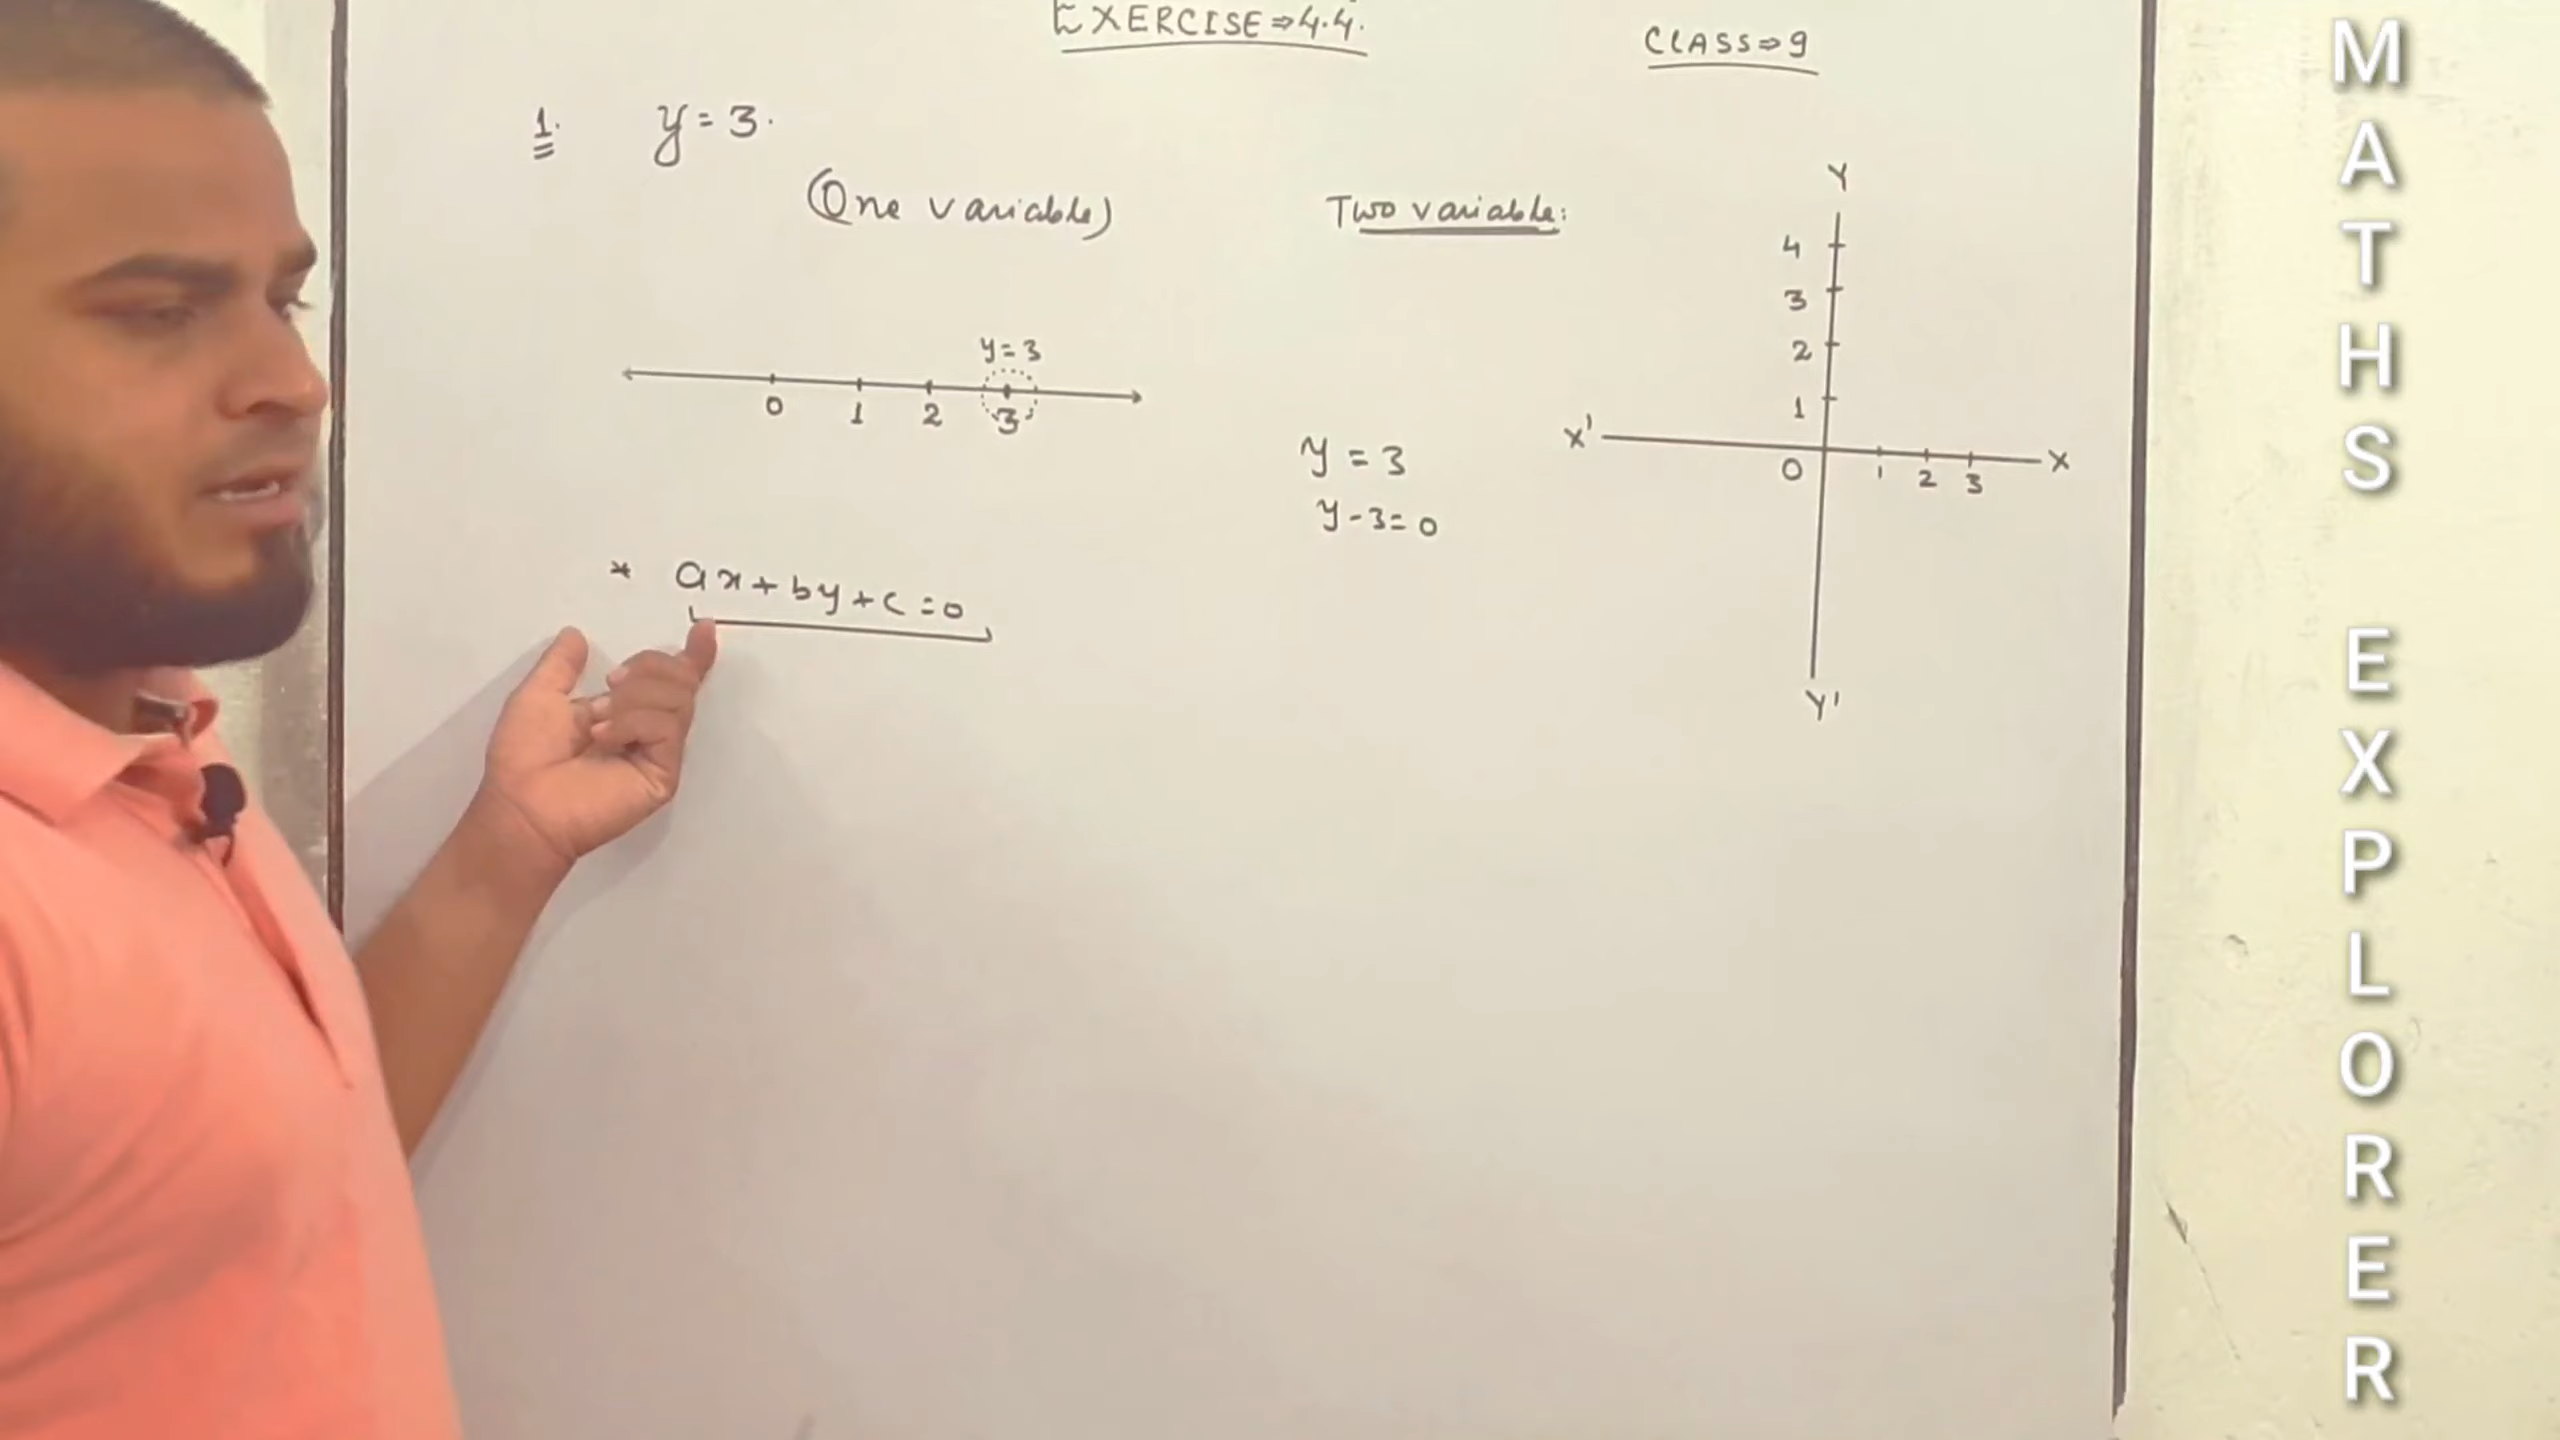 EXERCISE⇒4.4.
CLASS⇒9
1. y = 3.
(One variable)
Two variable:
y = 3
0 1 2 3
y = 3
y - 3 = 0
* ax + by + c = 0
Y
4
3
2
1
X' O 1 2 3 X
Y'
MATHS EXPLORER